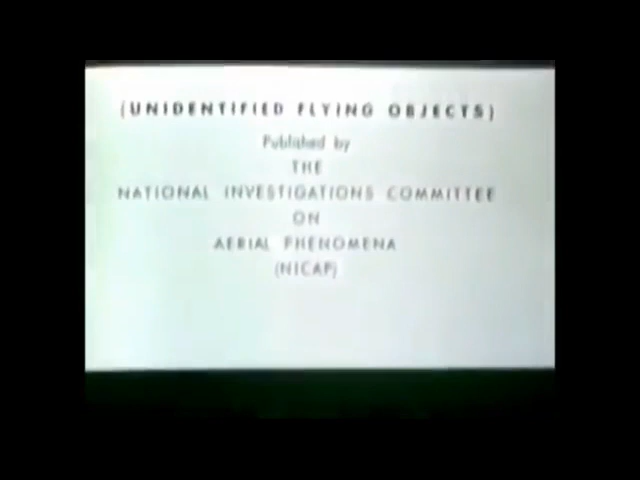 (UNIDENTIFIED FLYING OBJECTS)
Published by
THE
NATIONAL INVESTIGATIONS COMMITTEE
ON
AERIAL PHENOMENA
(NICAP)